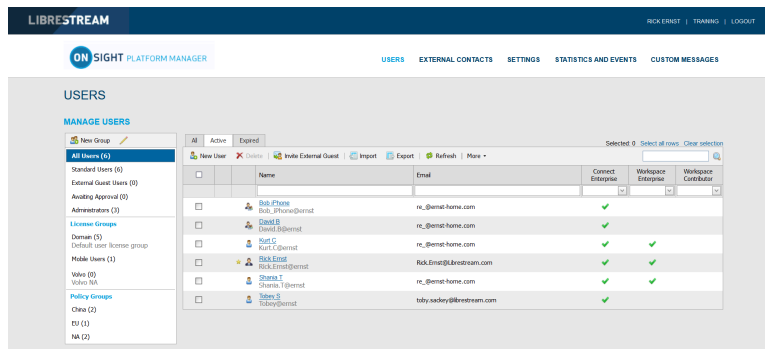 LIBRESTREAM
RICK ERNST | TRAINING | LOGOUT
ON SIGHT PLATFORM MANAGER
USERS EXTERNAL CONTACTS SETTINGS STATISTICS AND EVENTS CUSTOM MESSAGES
USERS
MANAGE USERS
New Group
All Users (6)
Standard Users (6)
External Guest Users (0)
Awaiting Approval (0)
Administrators (3)
License Groups
Domain (5)
Default user license group
Mobile Users (1)
Volvo (0)
Volvo NA
Policy Groups
China (2)
EU (1)
NA (2)
All Active Expired
Selected: 0 Select all rows Clear selection
New User Delete Invite External Guest Import Export Refresh More
Name Email Connect Enterprise Workspace Enterprise Workspace Contributor
Bob iPhone
Bob_iPhone@ernst re_@ernst-home.com
David B
David.B@ernst re_@ernst-home.com
Kurt C
Kurt.C@ernst re_@ernst-home.com
Rick Ernst
Rick.Ernst@ernst Rick.Ernst@Librestream.com
Shania T
Shania.T@ernst re_@ernst-home.com
Tobey S
Tobey@ernst toby.sackey@librestream.com